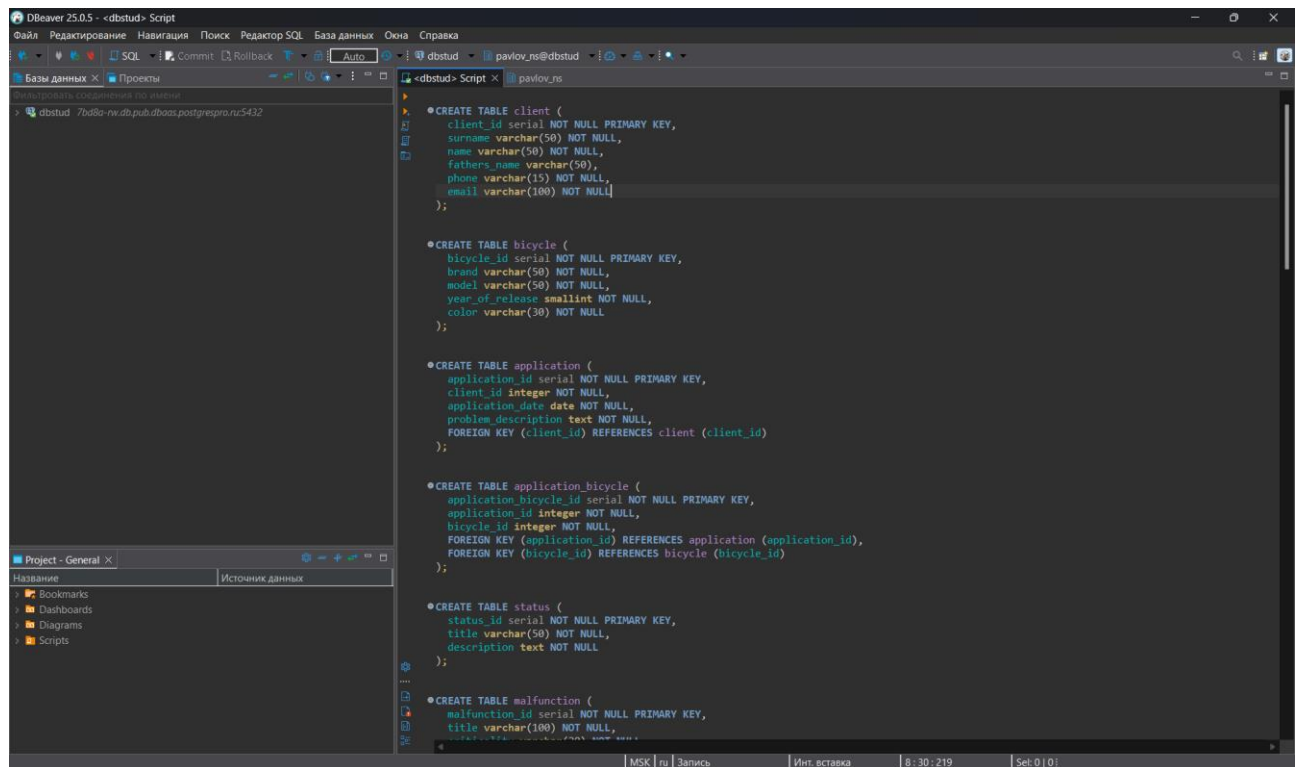 DBeaver 25.0.5 - <dbstud> Script
Файл Редактирование Навигация Поиск Редактор SQL База данных Окна Справка
SQL Commit Rollback Auto dbstud pavlov_ns@dbstud
Базы данных Проекты
Фильтровать соединения по имени
dbstud 7bd8a-rw.db.pub.dbaas.postgrespro.ru:5432
<dbstud> Script pavlov_ns
CREATE TABLE client (
client_id serial NOT NULL PRIMARY KEY,
surname varchar(50) NOT NULL,
name varchar(50) NOT NULL,
fathers_name varchar(50),
phone varchar(15) NOT NULL,
email varchar(100) NOT NULL
);
CREATE TABLE bicycle (
bicycle_id serial NOT NULL PRIMARY KEY,
brand varchar(50) NOT NULL,
model varchar(50) NOT NULL,
year_of_release smallint NOT NULL,
color varchar(30) NOT NULL
);
CREATE TABLE application (
application_id serial NOT NULL PRIMARY KEY,
client_id integer NOT NULL,
application_date date NOT NULL,
problem_description text NOT NULL,
FOREIGN KEY (client_id) REFERENCES client (client_id)
);
CREATE TABLE application_bicycle (
application_bicycle_id serial NOT NULL PRIMARY KEY,
application_id integer NOT NULL,
bicycle_id integer NOT NULL,
FOREIGN KEY (application_id) REFERENCES application (application_id),
FOREIGN KEY (bicycle_id) REFERENCES bicycle (bicycle_id)
);
CREATE TABLE status (
status_id serial NOT NULL PRIMARY KEY,
title varchar(50) NOT NULL,
description text NOT NULL
);
CREATE TABLE malfunction (
malfunction_id serial NOT NULL PRIMARY KEY,
title varchar(100) NOT NULL,
Project - General
Название Источник данных
Bookmarks
Dashboards
Diagrams
Scripts
MSK ru Запись Инт. вставка 8 : 30 : 219 Sel: 0 | 0